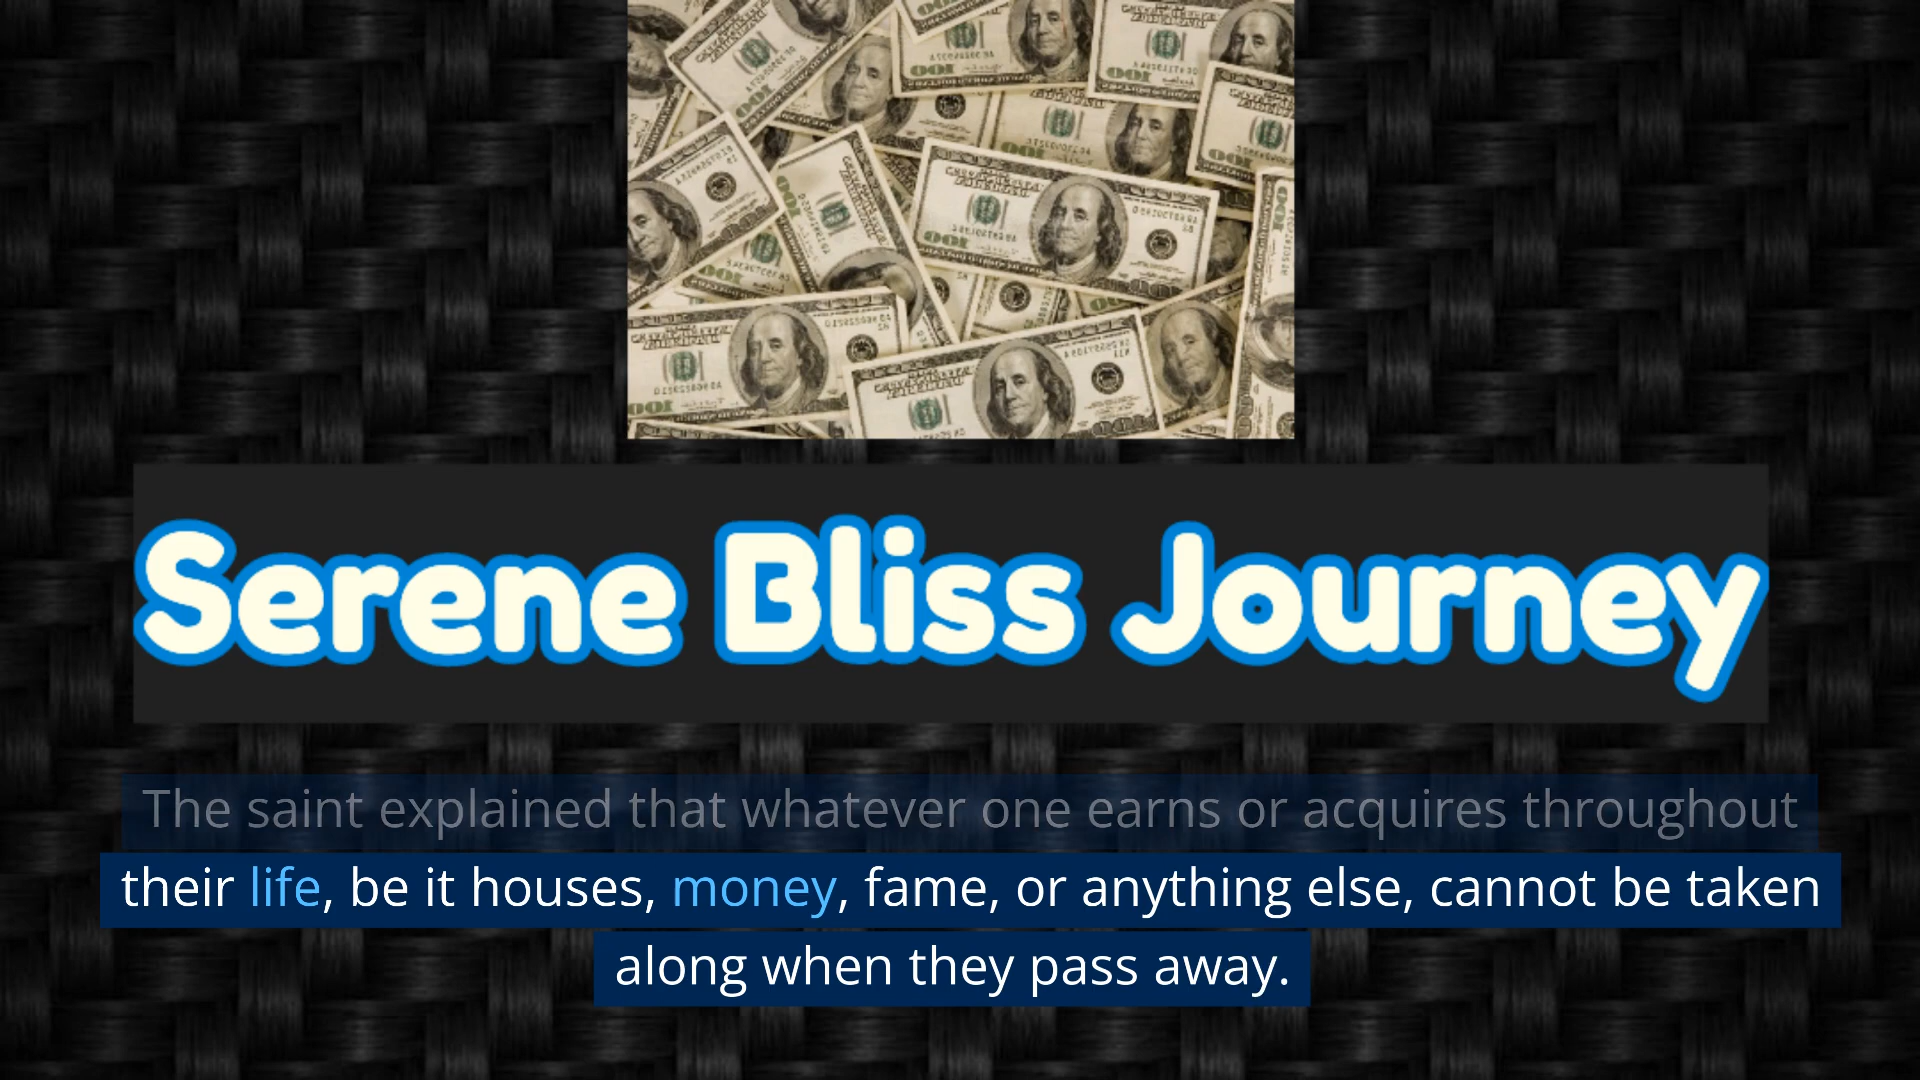 Serene Bliss Journey
The saint explained that whatever one earns or acquires throughout
their life, be it houses, money, fame, or anything else, cannot be taken
along when they pass away.